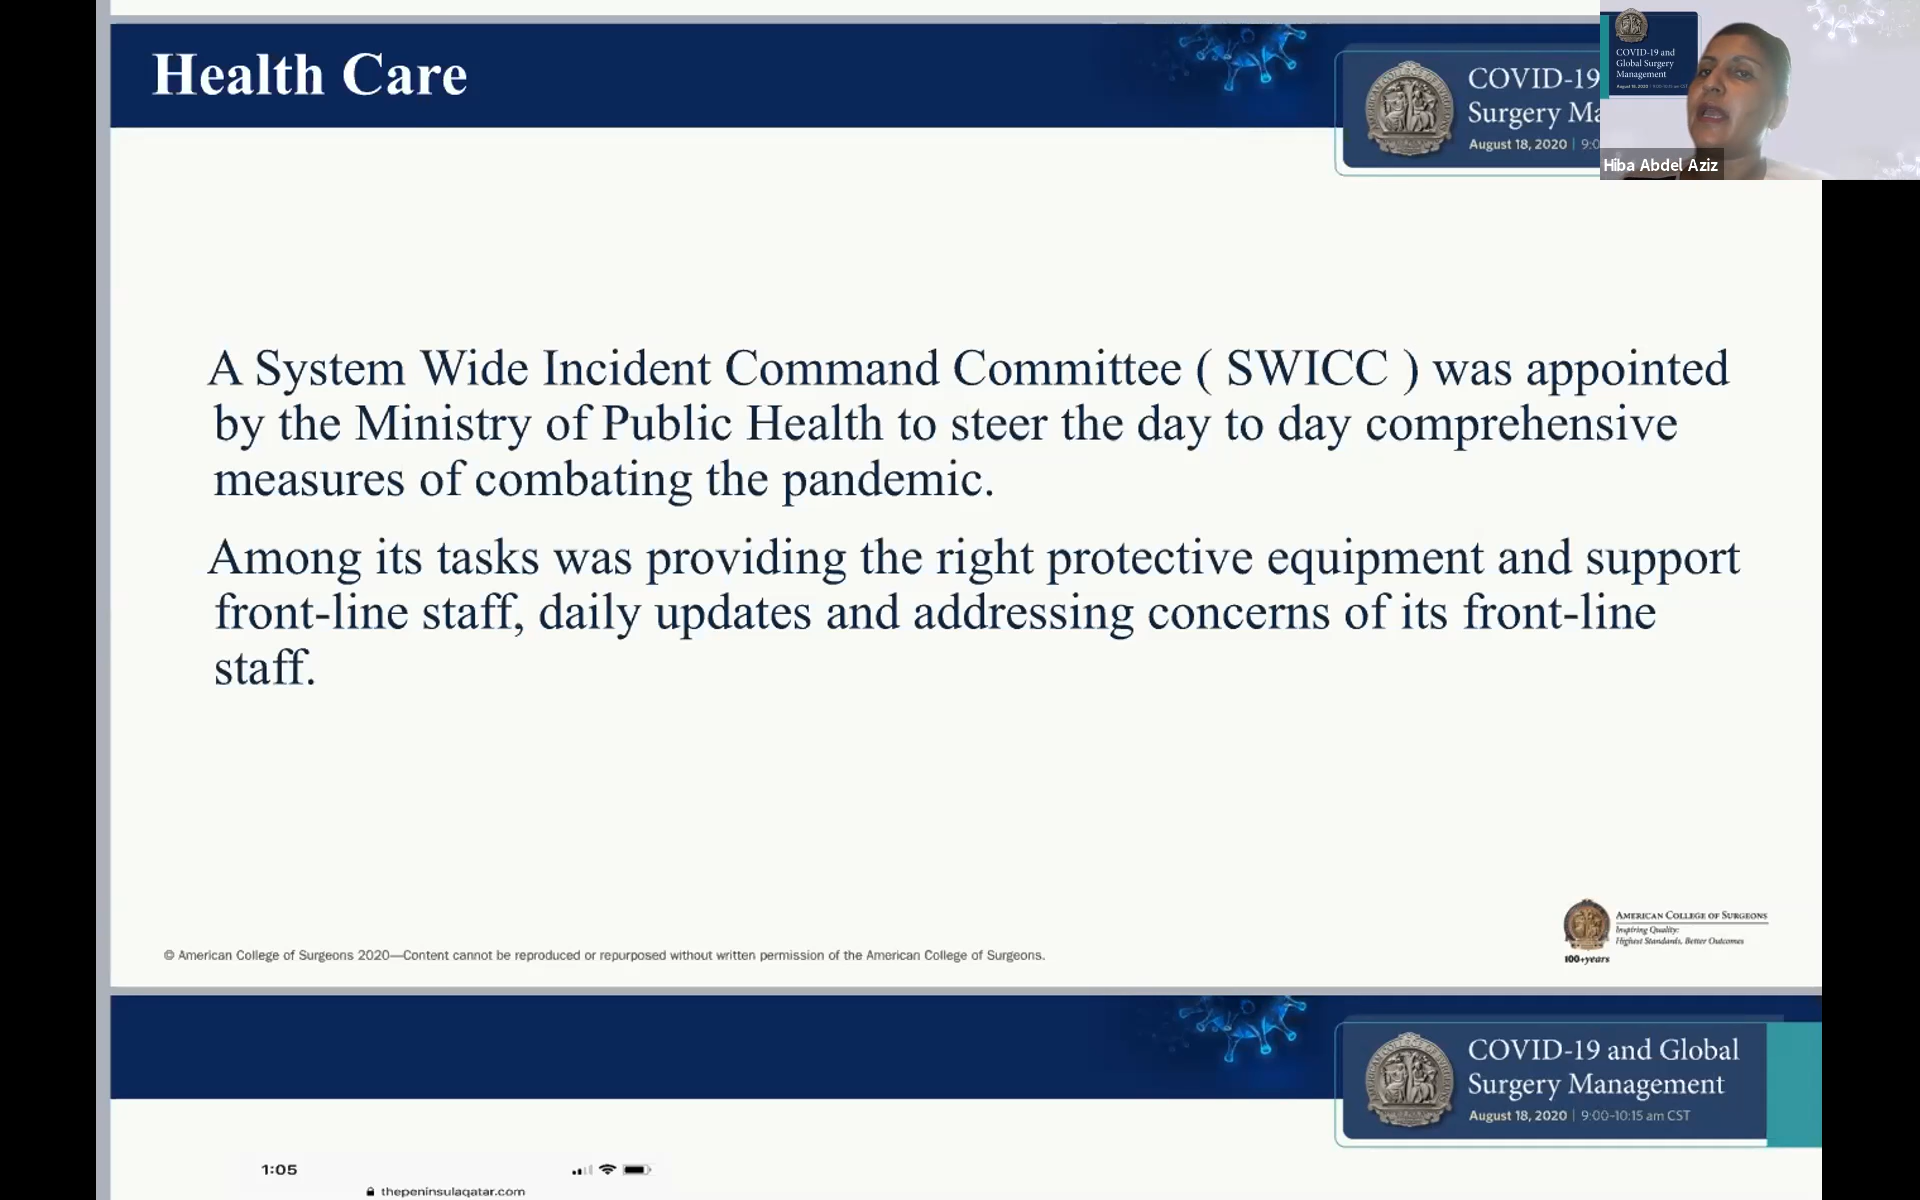 Health Care
COVID-19
Surgery Ma
August 18, 2020 | 9:0
COVID-19 and
Global Surgery
Management
August 18, 2020 |
Hiba Abdel Aziz
A System Wide Incident Command Committee ( SWICC ) was appointed
by the Ministry of Public Health to steer the day to day comprehensive
measures of combating the pandemic.
Among its tasks was providing the right protective equipment and support
front-line staff, daily updates and addressing concerns of its front-line
staff.
© American College of Surgeons 2020—Content cannot be reproduced or repurposed without written permission of the American College of Surgeons.
AMERICAN COLLEGE OF SURGEONS
Inspiring Quality:
Highest Standards, Better Outcomes
100+years
COVID-19 and Global
Surgery Management
August 18, 2020 | 9:00-10:15 am CST
1:05
thepeninsulaqatar.com